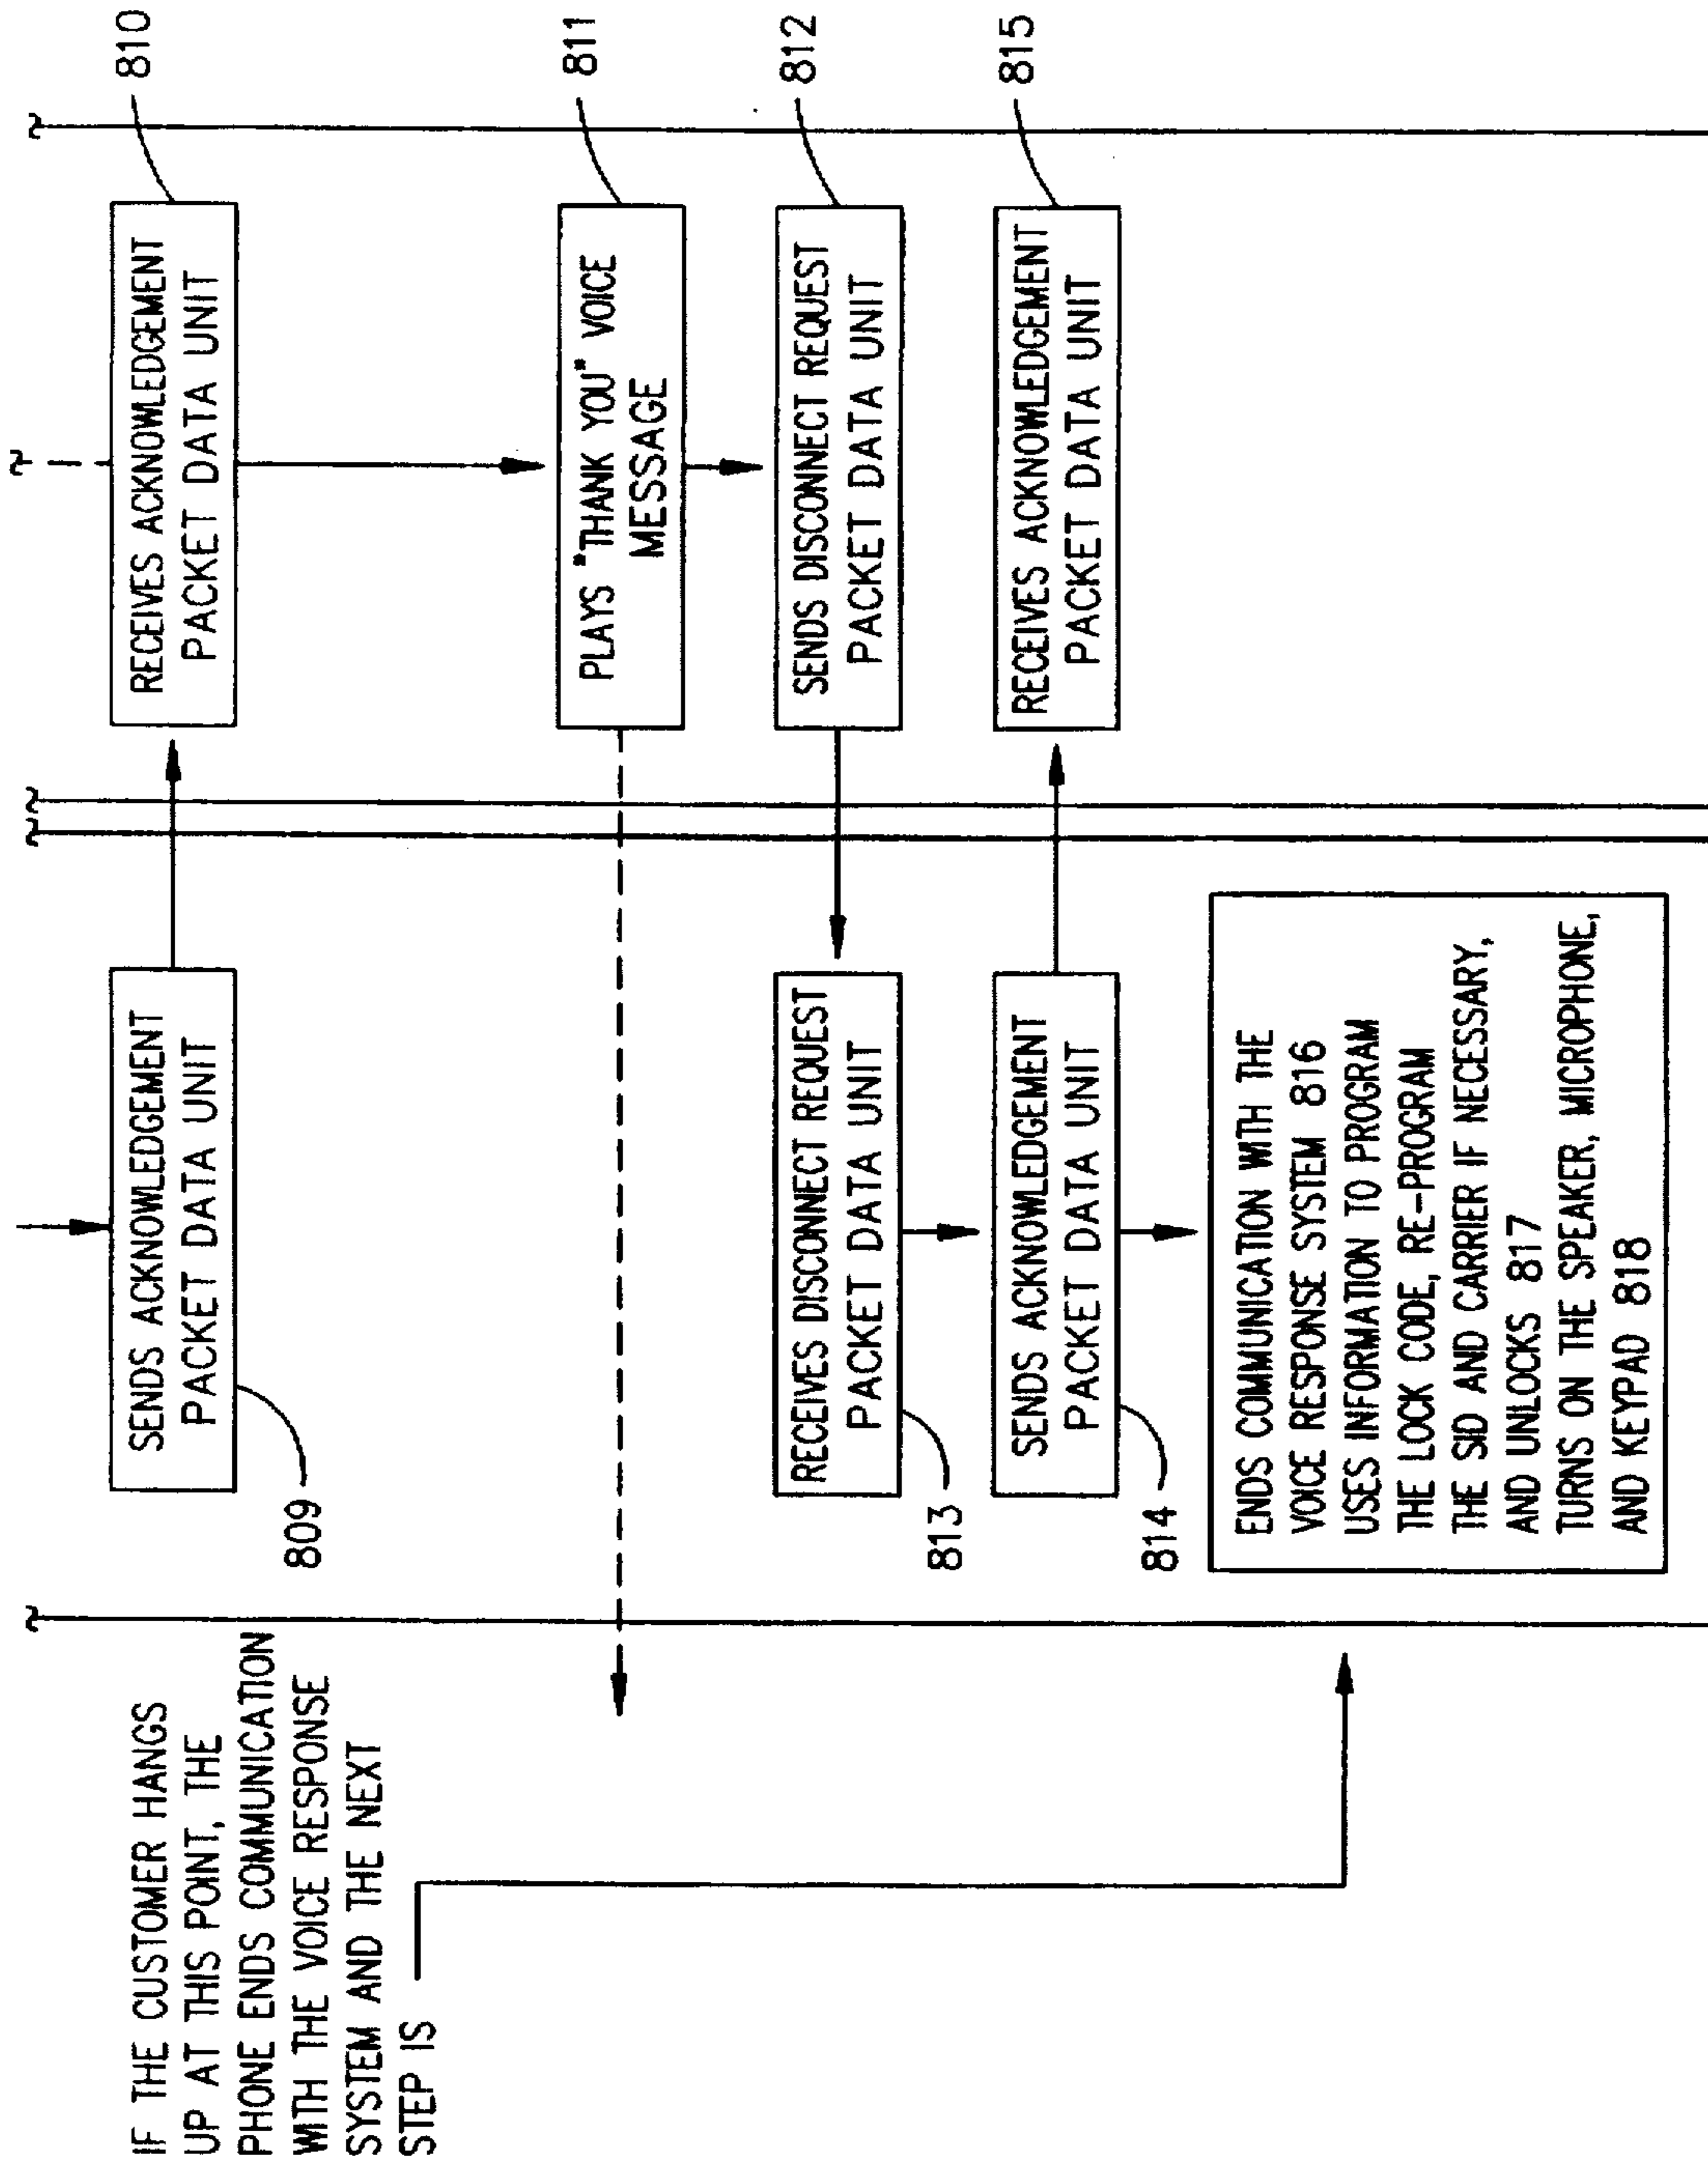 IF THE CUSTOMER HANGS
UP AT THIS POINT, THE
PHONE ENDS COMMUNICATION
WITH THE VOICE RESPONSE
SYSTEM AND THE NEXT
STEP IS
SENDS ACKNOWLEDGEMENT
PACKET DATA UNIT
809
RECEIVES ACKNOWLEDGEMENT
PACKET DATA UNIT
810
PLAYS "THANK YOU" VOICE
MESSAGE
811
SENDS DISCONNECT REQUEST
PACKET DATA UNIT
812
RECEIVES DISCONNECT REQUEST
PACKET DATA UNIT
813
SENDS ACKNOWLEDGEMENT
PACKET DATA UNIT
814
RECEIVES ACKNOWLEDGEMENT
PACKET DATA UNIT
815
ENDS COMMUNICATION WITH THE
VOICE RESPONSE SYSTEM 816
USES INFORMATION TO PROGRAM
THE LOCK CODE, RE-PROGRAM
THE SID AND CARRIER IF NECESSARY,
AND UNLOCKS 817
TURNS ON THE SPEAKER, MICROPHONE,
AND KEYPAD 818